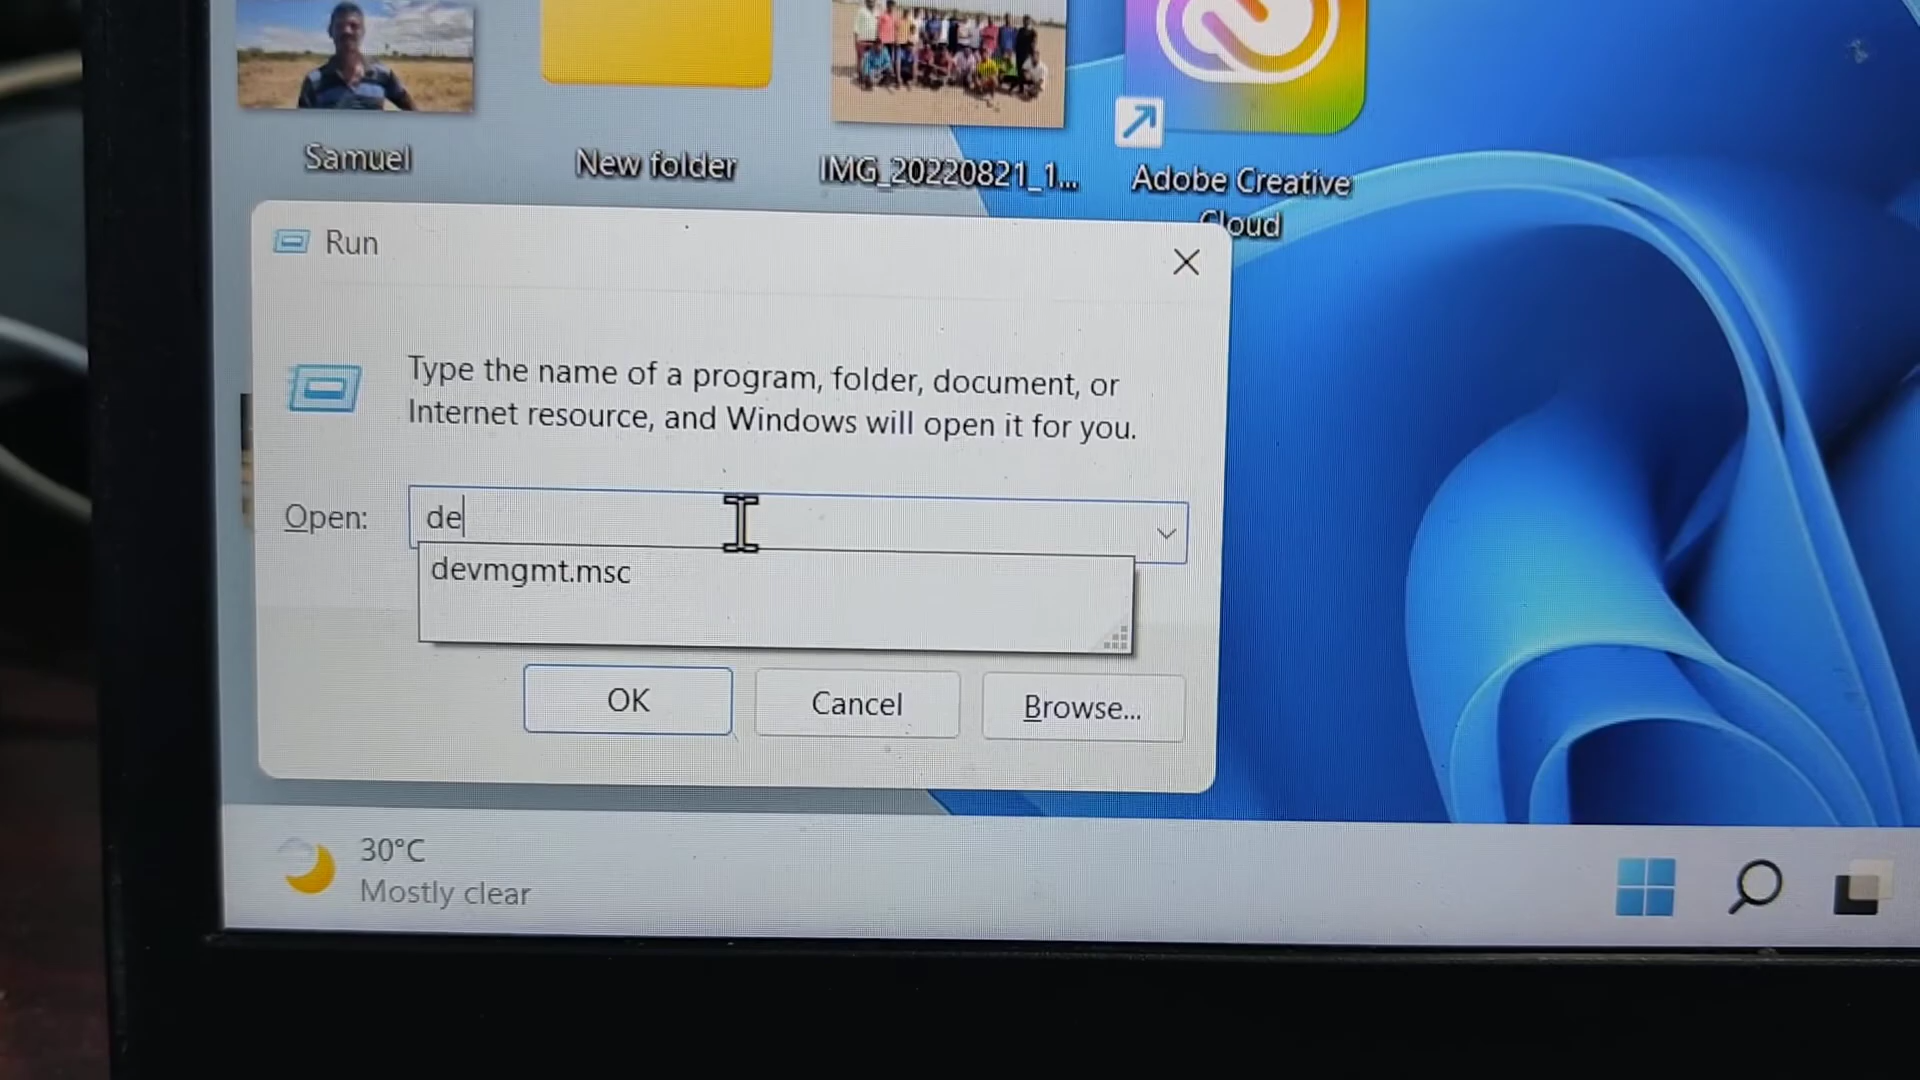 Samuel
New folder
IMG_20220821_1...
Adobe Creative
Cloud
Run
Type the name of a program, folder, document, or
Internet resource, and Windows will open it for you.
Open:
de
devmgmt.msc
OK
Cancel
Browse...
30°C
Mostly clear